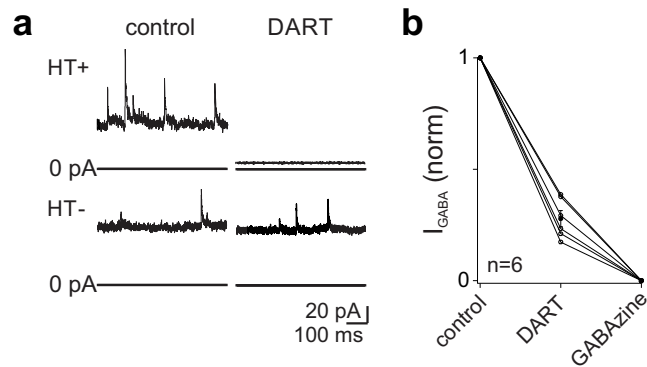 a
control DART
HT+
0 pA
HT-
0 pA
20 pA
100 ms
b
I_GABA (norm)
1
0
n=6
control
DART
GABAzine